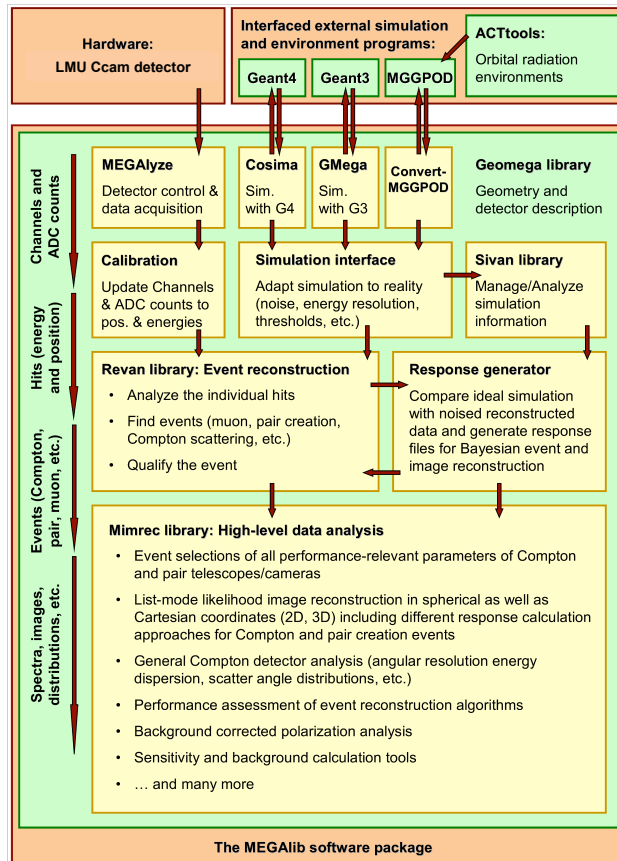 Hardware:
LMU Ccam detector
Interfaced external simulation
and environment programs:
Geant4
Geant3
MGGPOD
ACTtools:
Orbital radiation
environments
Channels and
ADC counts
Hits (energy
and position)
Events (Compton,
pair, muon, etc.)
Spectra, images,
distributions, etc.
MEGAlyze
Detector control &
data acquisition
Cosima
Sim.
with G4
GMega
Sim.
with G3
Convert-
MGGPOD
Geomega library
Geometry and
detector description
Calibration
Update Channels
& ADC counts to
pos. & energies
Simulation interface
Adapt simulation to reality
(noise, energy resolution,
thresholds, etc.)
Sivan library
Manage/Analyze
simulation
information
Revan library: Event reconstruction
• Analyze the individual hits
• Find events (muon, pair creation,
Compton scattering, etc.)
• Qualify the event
Response generator
Compare ideal simulation
with noised reconstructed
data and generate response
files for Bayesian event and
image reconstruction
Mimrec library: High-level data analysis
• Event selections of all performance-relevant parameters of Compton
and pair telescopes/cameras
• List-mode likelihood image reconstruction in spherical as well as
Cartesian coordinates (2D, 3D) including different response calculation
approaches for Compton and pair creation events
• General Compton detector analysis (angular resolution energy
dispersion, scatter angle distributions, etc.)
• Performance assessment of event reconstruction algorithms
• Background corrected polarization analysis
• Sensitivity and background calculation tools
• … and many more
The MEGAlib software package